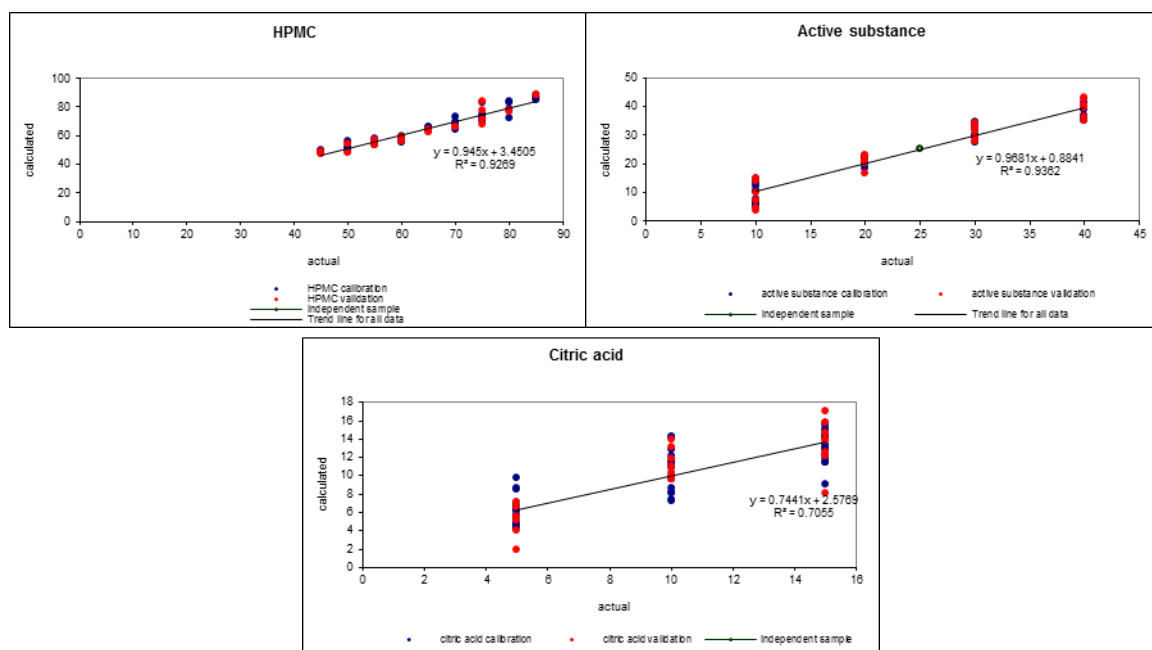 HPMC
calculated
100
80
60
40
20
0
0 10 20 30 40 50 60 70 80 90
y = 0.945x + 3.4505
R² = 0.9269
actual
HPMC calibration
HPMC validation
Independent sample
Trend line for all data
Active substance
calculated
50
40
30
20
10
0
0 5 10 15 20 25 30 35 40 45
y = 0.9681x + 0.8841
R² = 0.9362
actual
active substance calibration active substance validation
Independent sample Trend line for all data
Citric acid
calculated
18
16
14
12
10
8
6
4
2
0
0 2 4 6 8 10 12 14 16
y = 0.7441x + 2.5769
R² = 0.7055
actual
citric acid calibration citric acid validation Independent sample